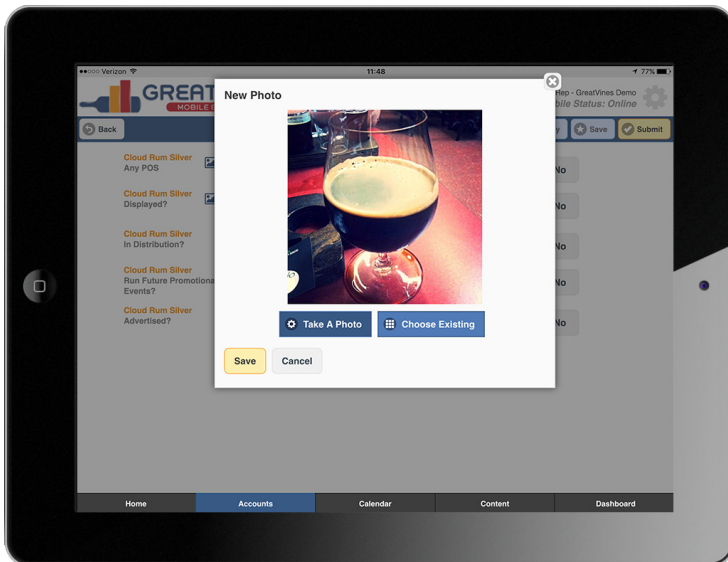 Verizon
11:48
77%
GREAT
MOBILE
Rep - GreatVines Demo
Mobile Status: Online
Back
Save
Submit
New Photo
Cloud Rum Silver
Any POS
No
Cloud Rum Silver
Displayed?
No
Cloud Rum Silver
In Distribution?
No
Cloud Rum Silver
Run Future Promotiona
Events?
No
Cloud Rum Silver
Advertised?
No
Take A Photo
Choose Existing
Save
Cancel
Home
Accounts
Calendar
Content
Dashboard